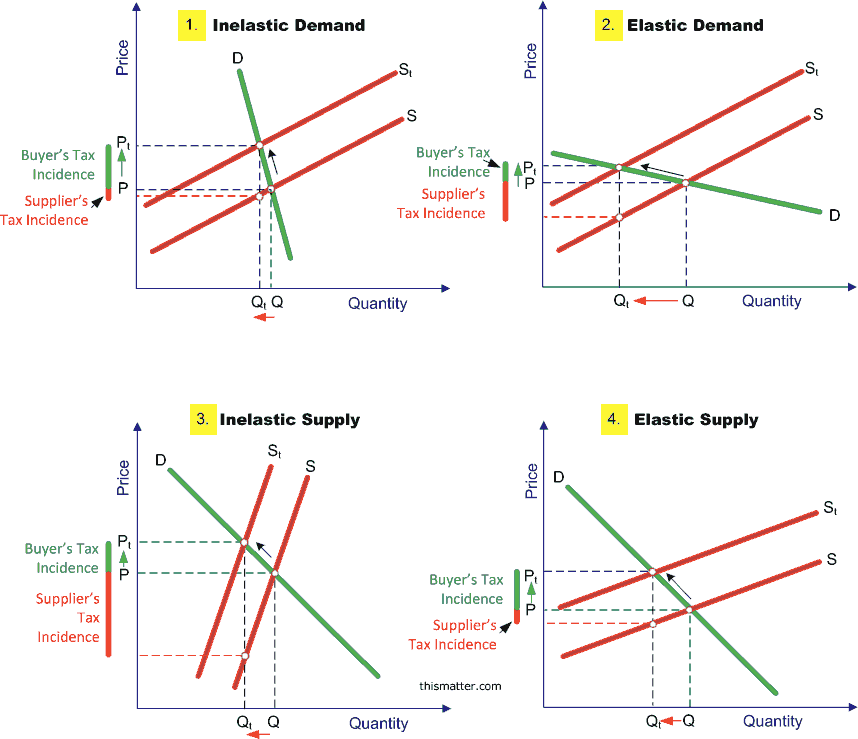 1. Inelastic Demand
Price
D
St
S
Buyer's Tax
Incidence
Pt
P
Supplier's
Tax Incidence
Qt Q
Quantity
2. Elastic Demand
Price
St
S
Buyer's Tax
Incidence
Pt
P
Supplier's
Tax Incidence
D
Qt Q
Quantity
3. Inelastic Supply
Price
D
St
S
Buyer's Tax
Incidence
Pt
P
Supplier's
Tax
Incidence
Qt Q
Quantity
4. Elastic Supply
Price
D
St
S
Buyer's Tax
Incidence
Pt
P
Supplier's
Tax Incidence
thismatter.com
Qt Q
Quantity